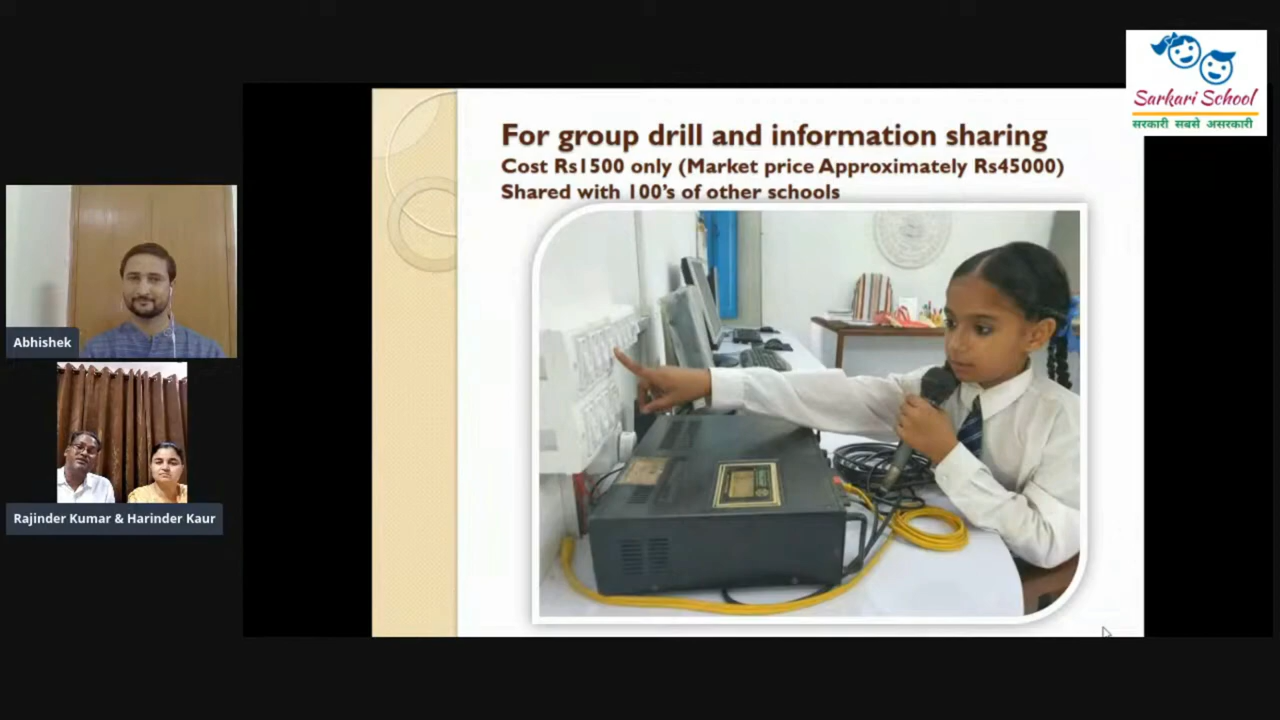 Sarkari School
सरकारी सबसे असरकारी
For group drill and information sharing
Cost Rs1500 only (Market price Approximately Rs45000)
Shared with 100's of other schools
Abhishek
Rajinder Kumar & Harinder Kaur